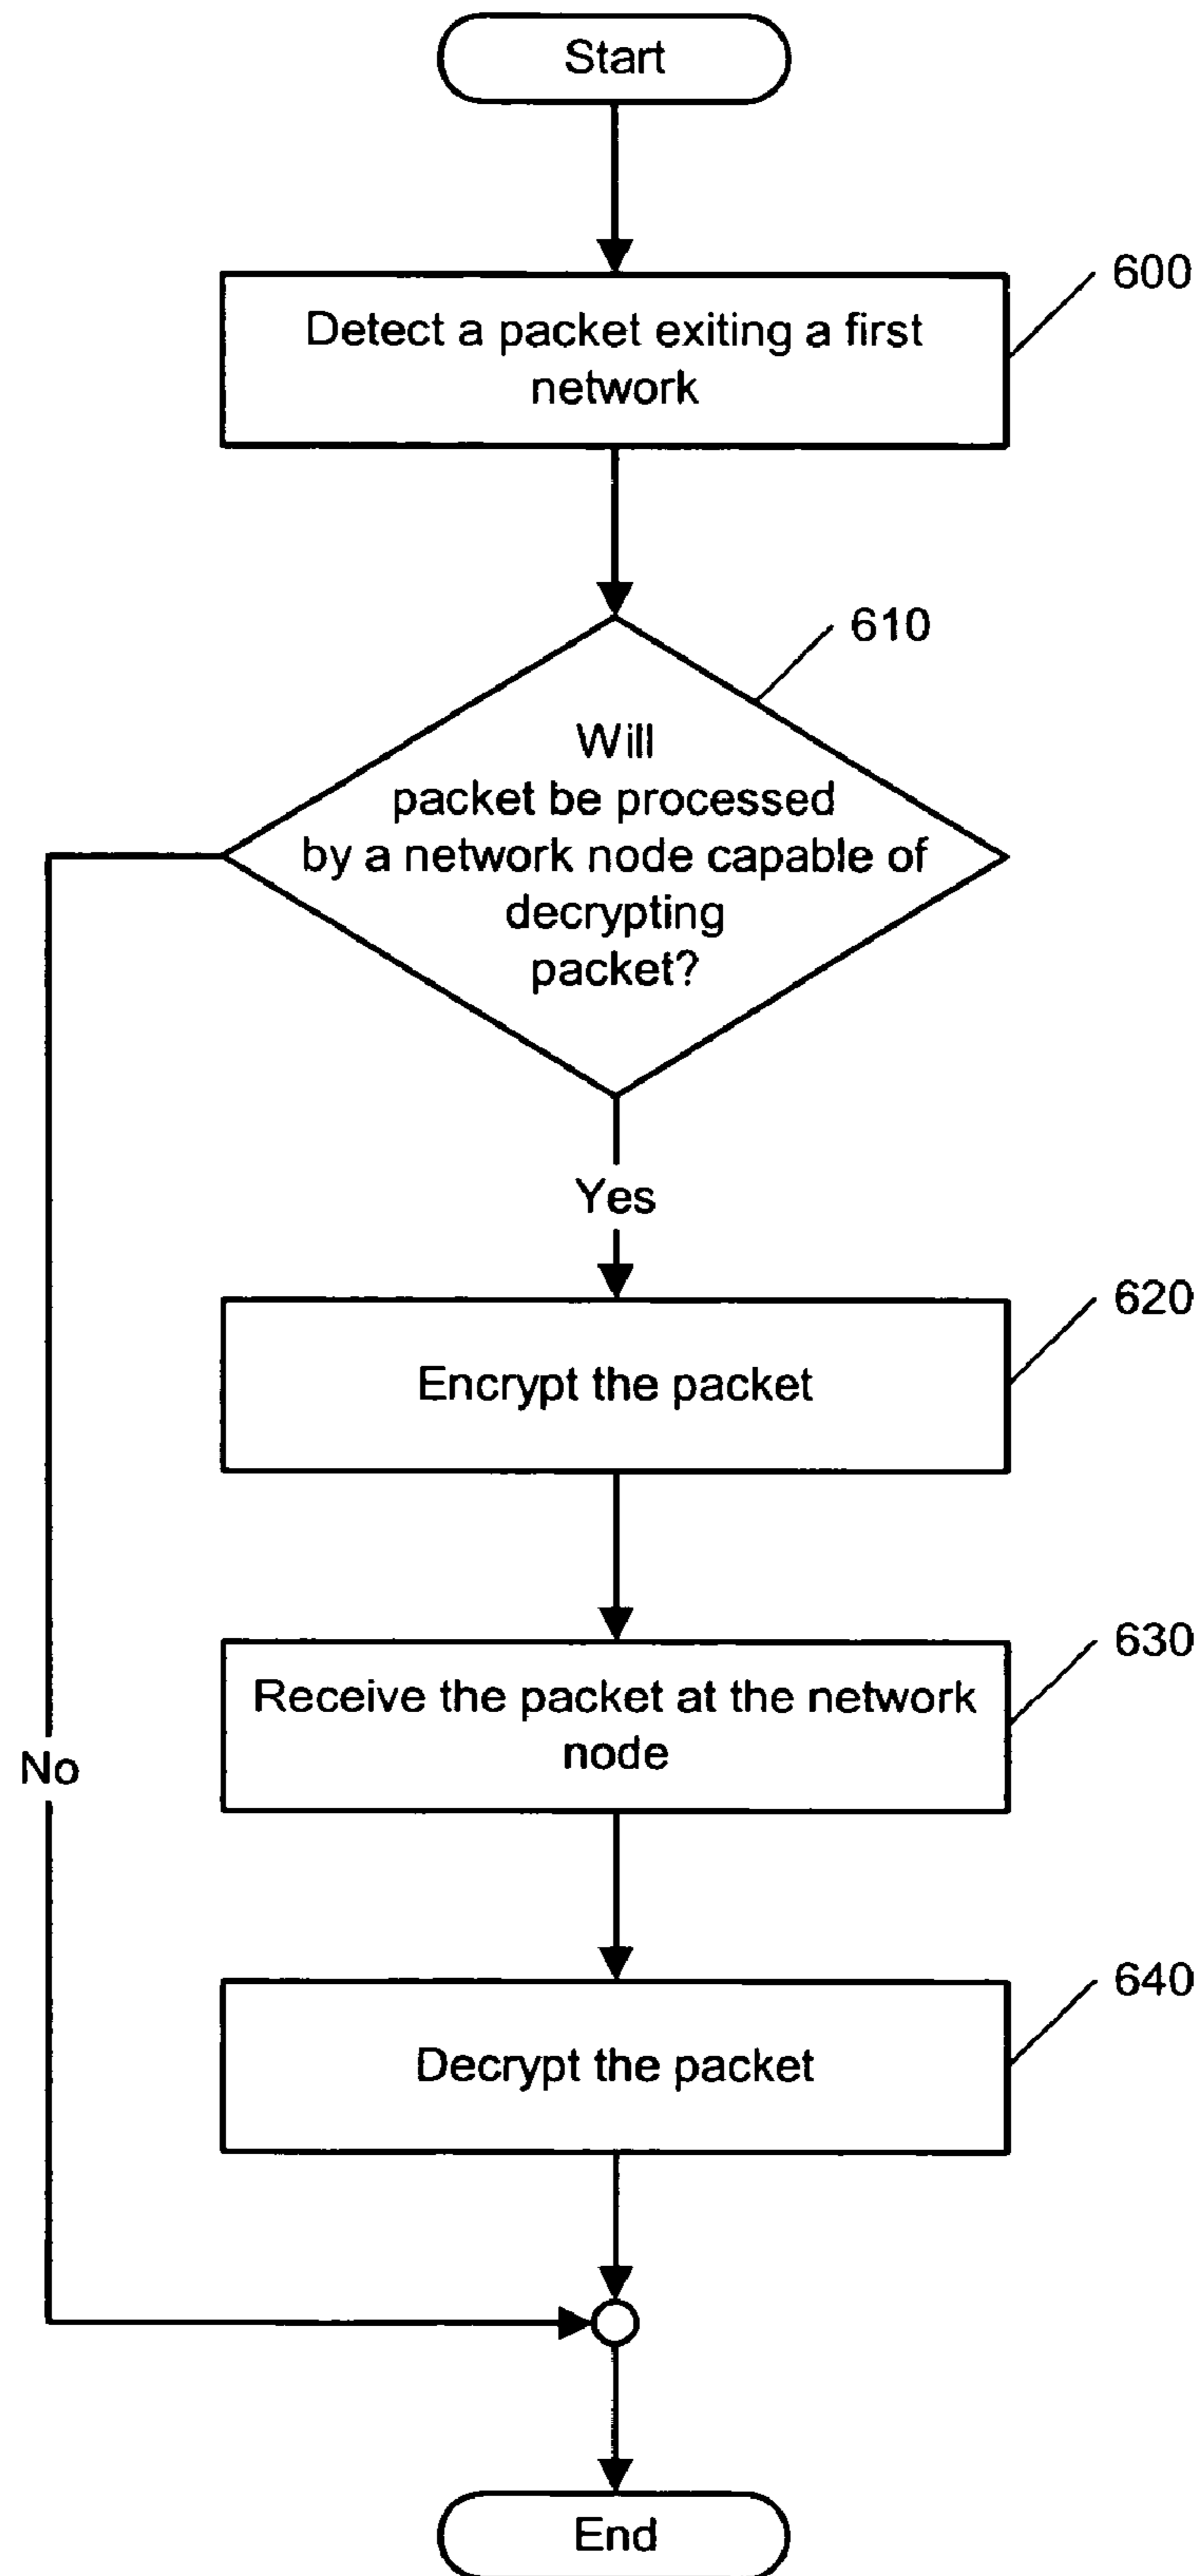 Start
600
Detect a packet exiting a first
network
610
Will
packet be processed
by a network node capable of
decrypting
packet?
Yes
620
Encrypt the packet
630
Receive the packet at the network
node
No
640
Decrypt the packet
End